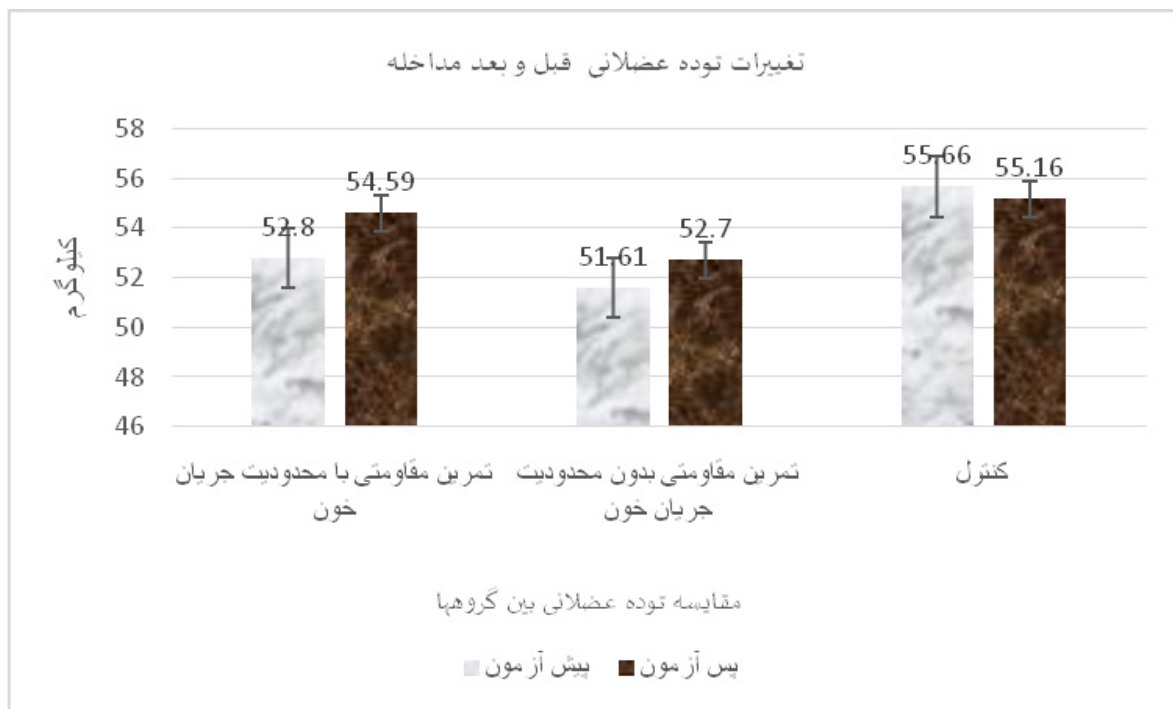 تغییرات توده عضلانی قبل و بعد مداخله
58
56
54
52
50
48
46
کیلوگرم
52.8
54.59
51.61
52.7
55.66
55.16
تمرین مقاومتی با محدودیت جریان
خون
تمرین مقاومتی بدون محدودیت
جریان خون
کنترل
مقایسه توده عضلانی بین گروهها
پیش آزمون
پس آزمون